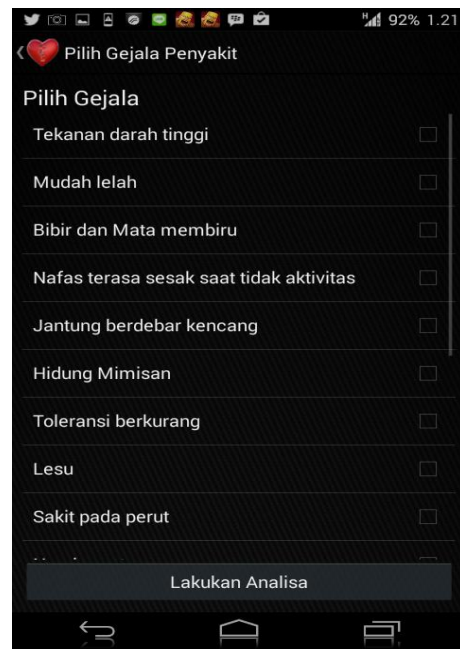 H 92% 1.21
Pilih Gejala Penyakit
Pilih Gejala
Tekanan darah tinggi
Mudah lelah
Bibir dan Mata membiru
Nafas terasa sesak saat tidak aktivitas
Jantung berdebar kencang
Hidung Mimisan
Toleransi berkurang
Lesu
Sakit pada perut
Lakukan Analisa